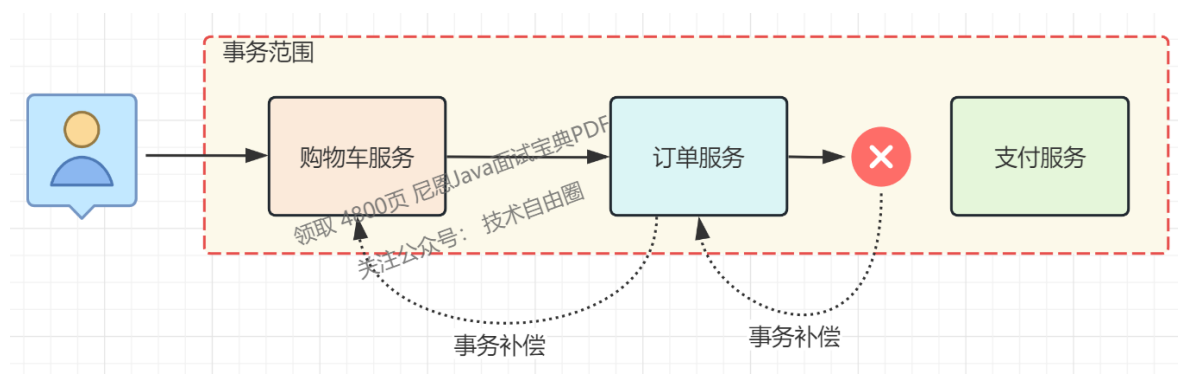 事务范围
购物车服务
订单服务
支付服务
领取 4800页 尼恩Java面试宝典PDF
关注公众号： 技术自由圈
事务补偿
事务补偿